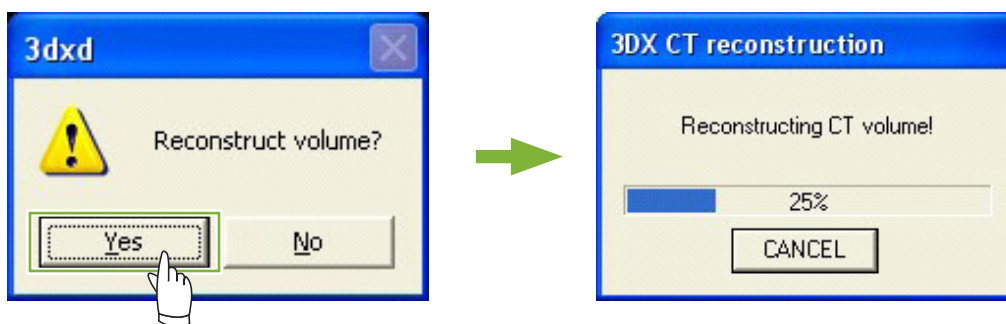 3dxd
Reconstruct volume?
Yes
No
3DX CT reconstruction
Reconstructing CT volume!
25%
CANCEL